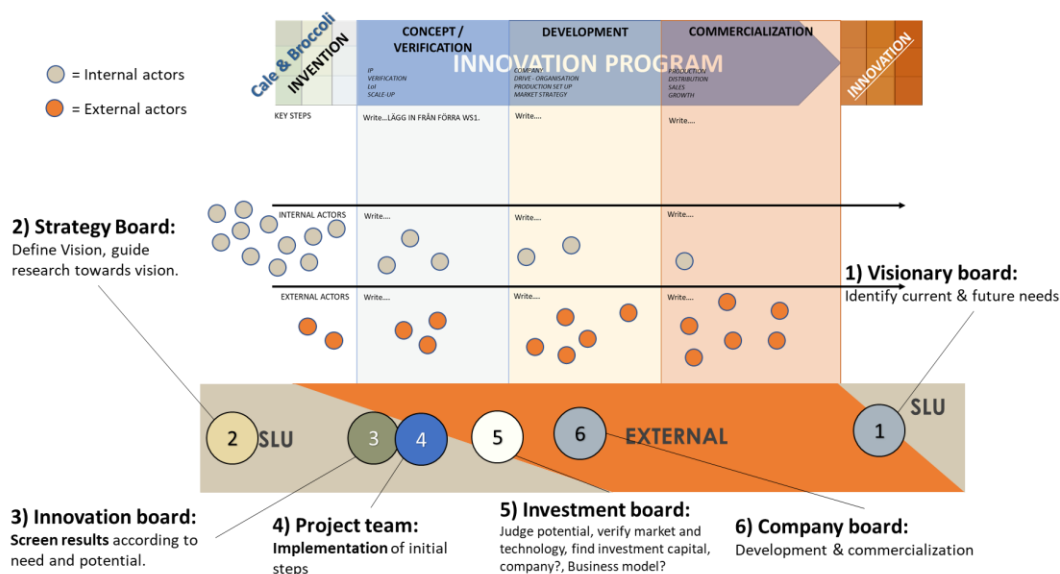 Cale & Broccoli
INVENTION
CONCEPT /
VERIFICATION
DEVELOPMENT
COMMERCIALIZATION
INNOVATION PROGRAM
INNOVATION
IP
VERIFICATION
LoI
SCALE-UP
COMPANY
DRIVE - ORGANISATION
PRODUCTION SET UP
MARKET STRATEGY
PRODUCTION
DISTRIBUTION
SALES
GROWTH
= Internal actors
= External actors
KEY STEPS
Write...LÄGG IN FRÅN FÖRRA WS1.
Write....
Write....
INTERNAL ACTORS
Write....
Write....
Write....
2) Strategy Board:
Define Vision, guide
research towards vision.
1) Visionary board:
Identify current & future needs
EXTERNAL ACTORS
Write....
Write....
Write....
2
SLU
3
4
5
6
EXTERNAL
1
SLU
3) Innovation board:
Screen results according to
need and potential.
4) Project team:
Implementation of initial
steps
5) Investment board:
Judge potential, verify market and
technology, find investment capital,
company?, Business model?
6) Company board:
Development & commercialization